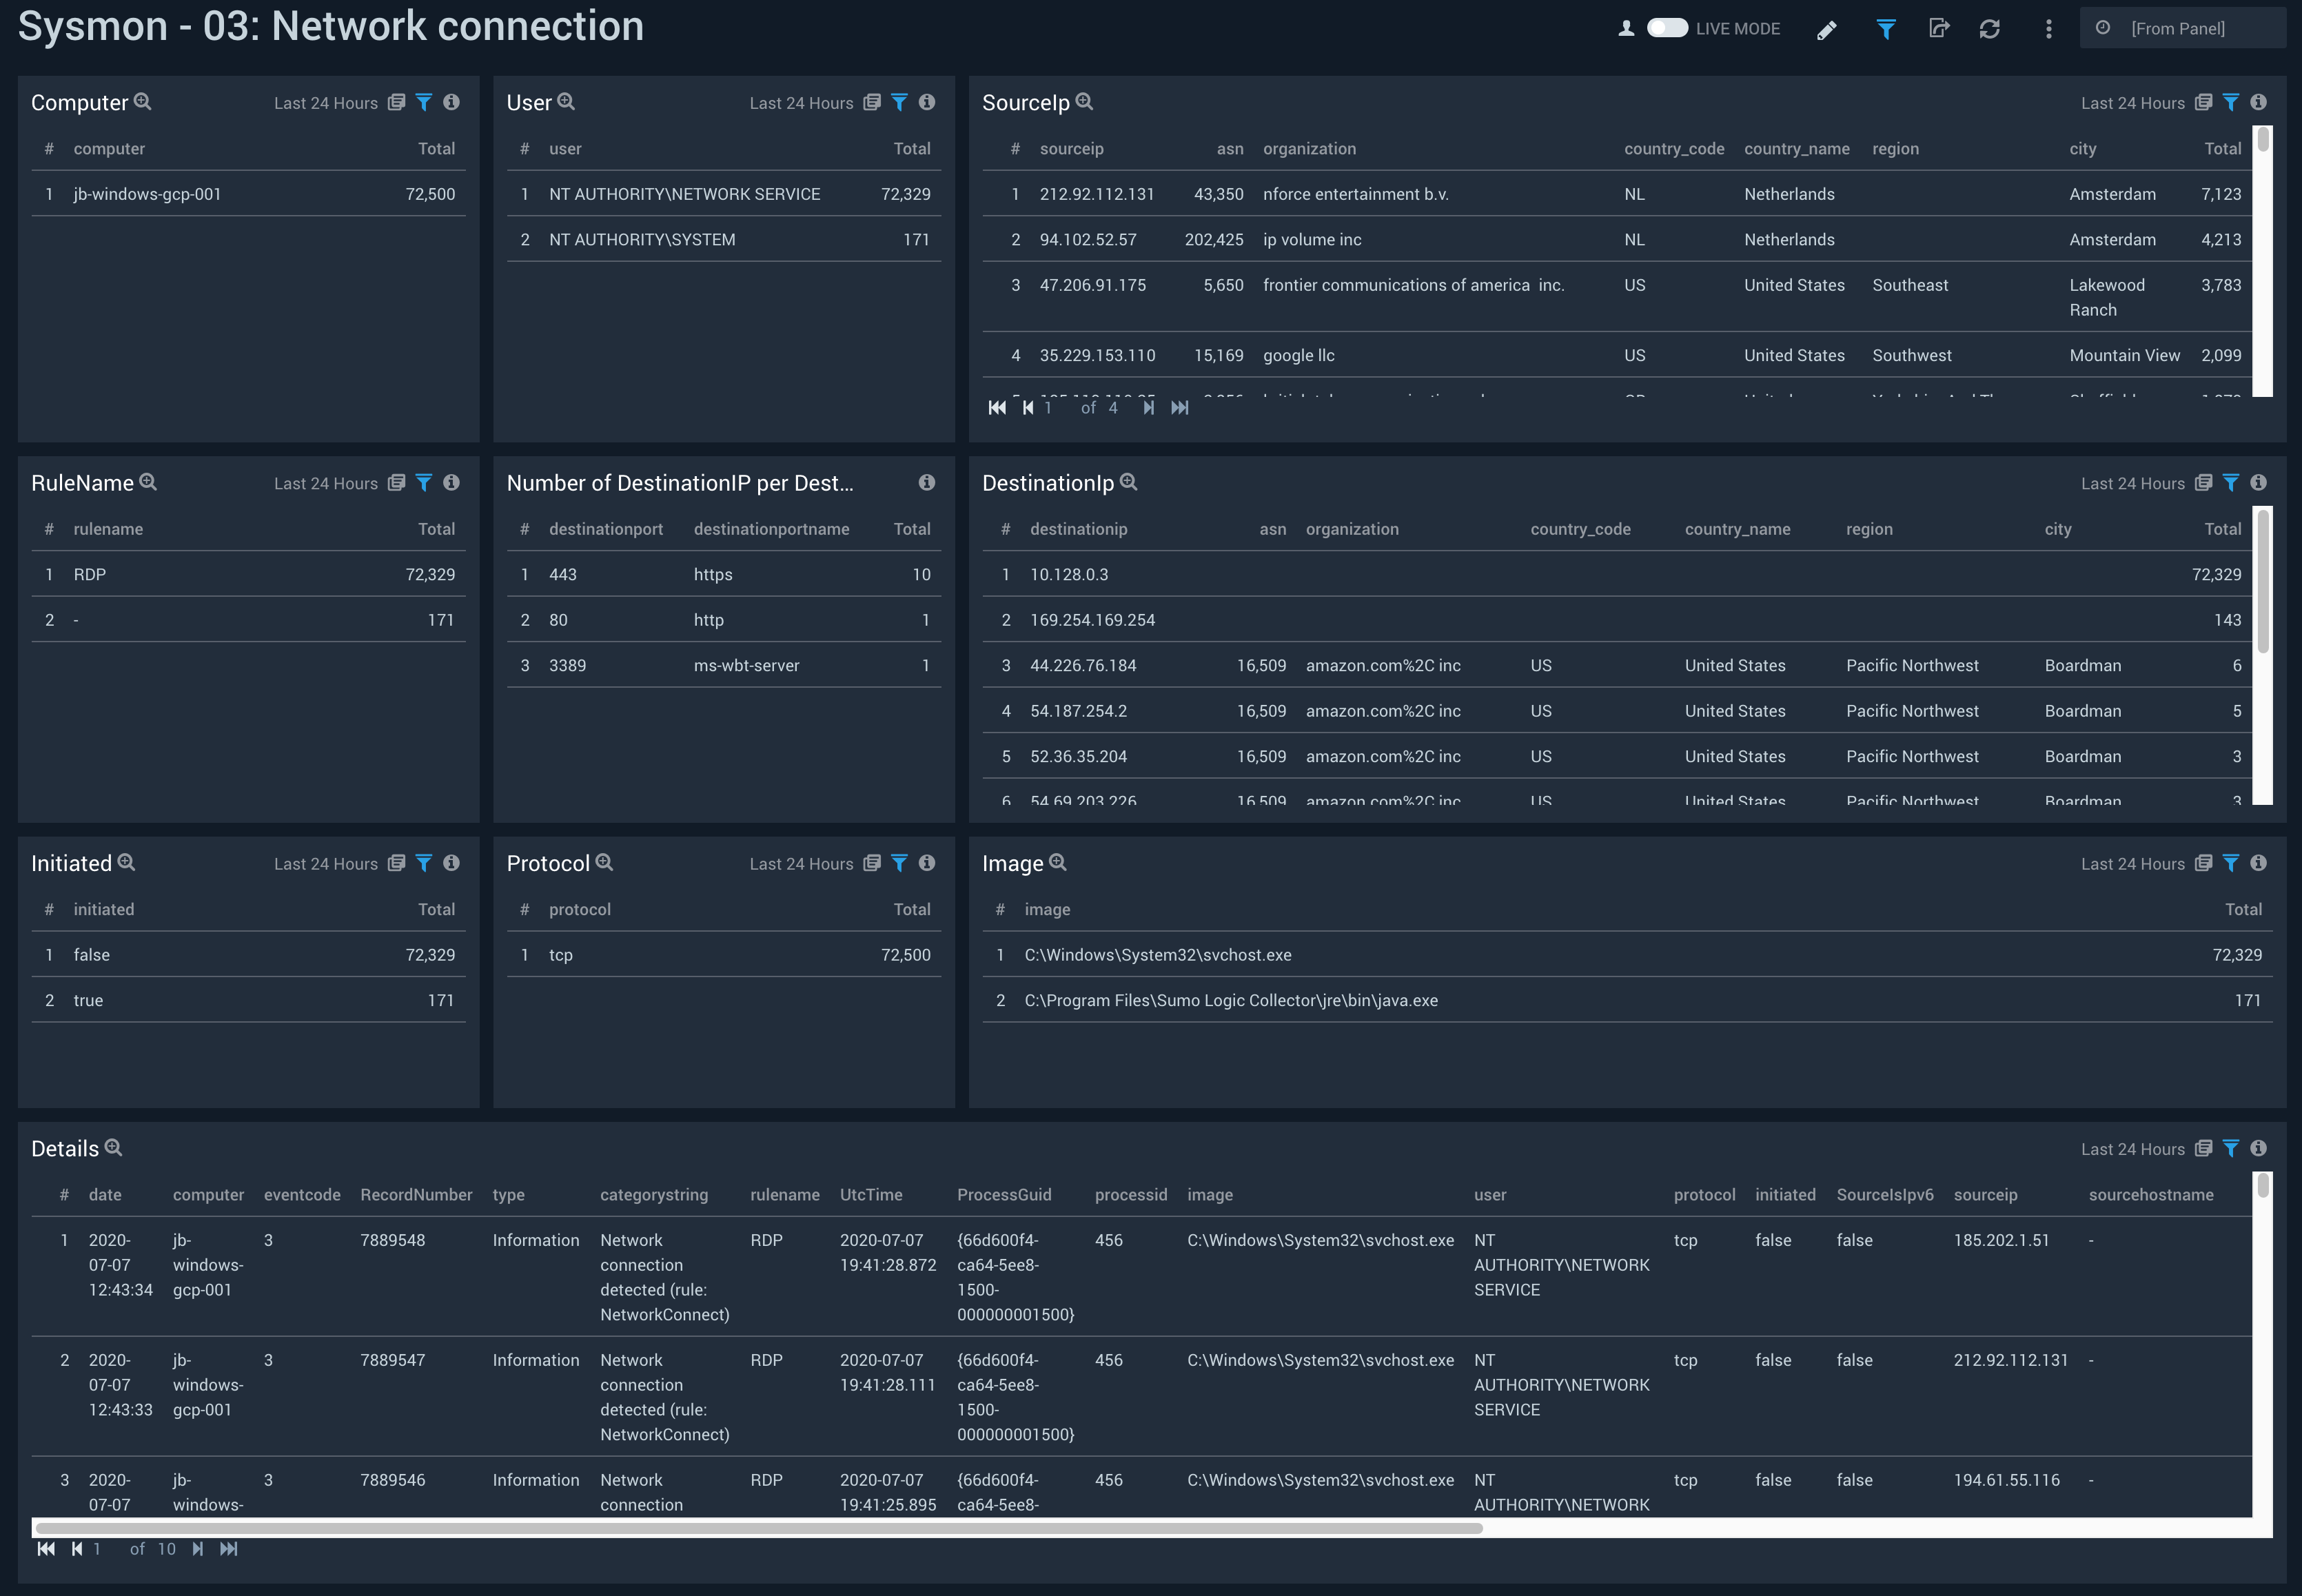 Sysmon - 03: Network connection
LIVE MODE
[From Panel]
Computer Last 24 Hours
# computer Total
1 jb-windows-gcp-001 72,500
User Last 24 Hours
# user Total
1 NT AUTHORITY\NETWORK SERVICE 72,329
2 NT AUTHORITY\SYSTEM 171
SourceIp Last 24 Hours
# sourceip asn organization country_code country_name region city Total
1 212.92.112.131 43,350 nforce entertainment b.v. NL Netherlands Amsterdam 7,123
2 94.102.52.57 202,425 ip volume inc NL Netherlands Amsterdam 4,213
3 47.206.91.175 5,650 frontier communications of america inc. US United States Southeast Lakewood 3,783
Ranch
4 35.229.153.110 15,169 google llc US United States Southwest Mountain View 2,099
1 of 4
RuleName Last 24 Hours
# rulename Total
1 RDP 72,329
2 - 171
Number of DestinationIP per Dest...
# destinationport destinationportname Total
1 443 https 10
2 80 http 1
3 3389 ms-wbt-server 1
DestinationIp Last 24 Hours
# destinationip asn organization country_code country_name region city Total
1 10.128.0.3 72,329
2 169.254.169.254 143
3 44.226.76.184 16,509 amazon.com%2C inc US United States Pacific Northwest Boardman 6
4 54.187.254.2 16,509 amazon.com%2C inc US United States Pacific Northwest Boardman 5
5 52.36.35.204 16,509 amazon.com%2C inc US United States Pacific Northwest Boardman 3
6 54.69.203.226 16,509 amazon.com%2C inc US United States Pacific Northwest Boardman 3
Initiated Last 24 Hours
# initiated Total
1 false 72,329
2 true 171
Protocol Last 24 Hours
# protocol Total
1 tcp 72,500
Image Last 24 Hours
# image Total
1 C:\Windows\System32\svchost.exe 72,329
2 C:\Program Files\Sumo Logic Collector\jre\bin\java.exe 171
Details Last 24 Hours
# date computer eventcode RecordNumber type categorystring rulename UtcTime ProcessGuid processid image user protocol initiated SourceIsIpv6 sourceip sourcehostname
1 2020- jb- 3 7889548 Information Network RDP 2020-07-07 {66d600f4- 456 C:\Windows\System32\svchost.exe NT tcp false false 185.202.1.51 -
07-07 windows- connection 19:41:28.872 ca64-5ee8- AUTHORITY\NETWORK
12:43:34 gcp-001 detected (rule: 1500- SERVICE
NetworkConnect) 000000001500}
2 2020- jb- 3 7889547 Information Network RDP 2020-07-07 {66d600f4- 456 C:\Windows\System32\svchost.exe NT tcp false false 212.92.112.131 -
07-07 windows- connection 19:41:28.111 ca64-5ee8- AUTHORITY\NETWORK
12:43:33 gcp-001 detected (rule: 1500- SERVICE
NetworkConnect) 000000001500}
3 2020- jb- 3 7889546 Information Network RDP 2020-07-07 {66d600f4- 456 C:\Windows\System32\svchost.exe NT tcp false false 194.61.55.116 -
07-07 windows- connection 19:41:25.895 ca64-5ee8- AUTHORITY\NETWORK
1 of 10